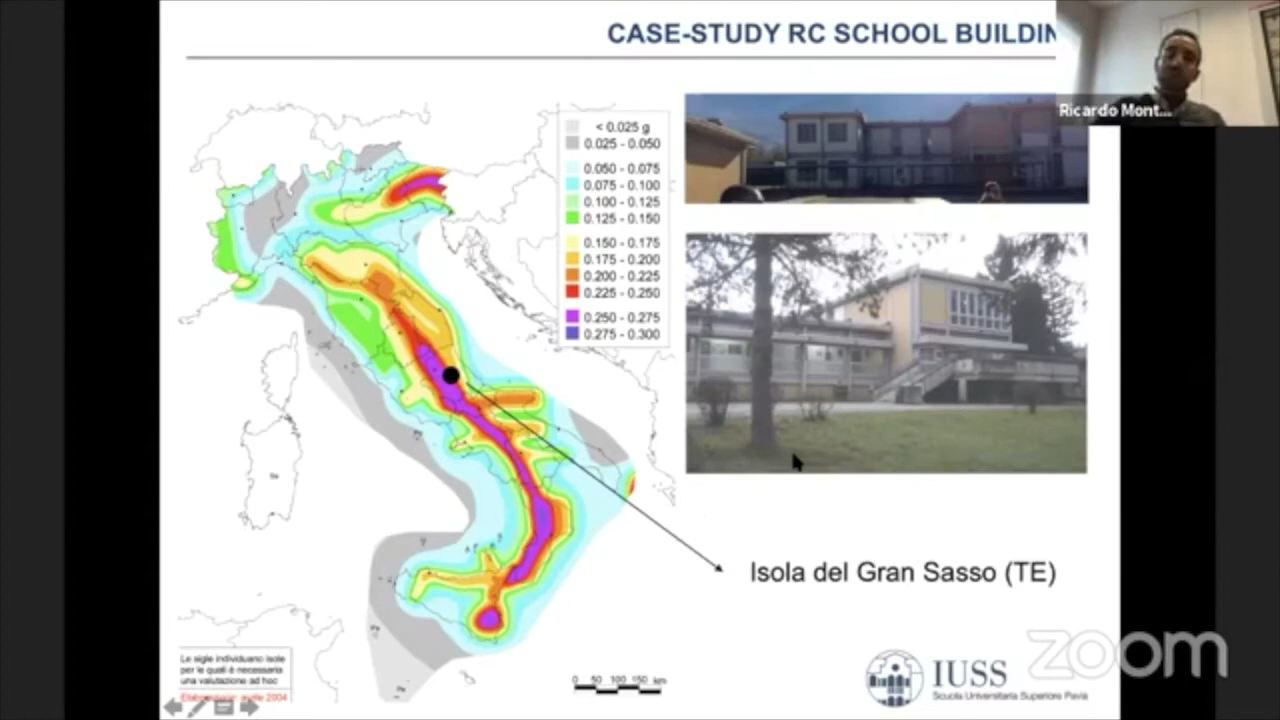 CASE-STUDY RC SCHOOL BUILDIN
Ricardo Mont...
< 0.025 g
0.025 - 0.050
0.050 - 0.075
0.075 - 0.100
0.100 - 0.125
0.125 - 0.150
0.150 - 0.175
0.175 - 0.200
0.200 - 0.225
0.225 - 0.250
0.250 - 0.275
0.275 - 0.300
Isola del Gran Sasso (TE)
Le sigle individuano isole
per le quali è necessaria
una valutazione ad hoc
Elaborazione: aprile 2004
0 50 100 150 km
IUSS
Scuola Universitaria Superiore Pavia
zoom